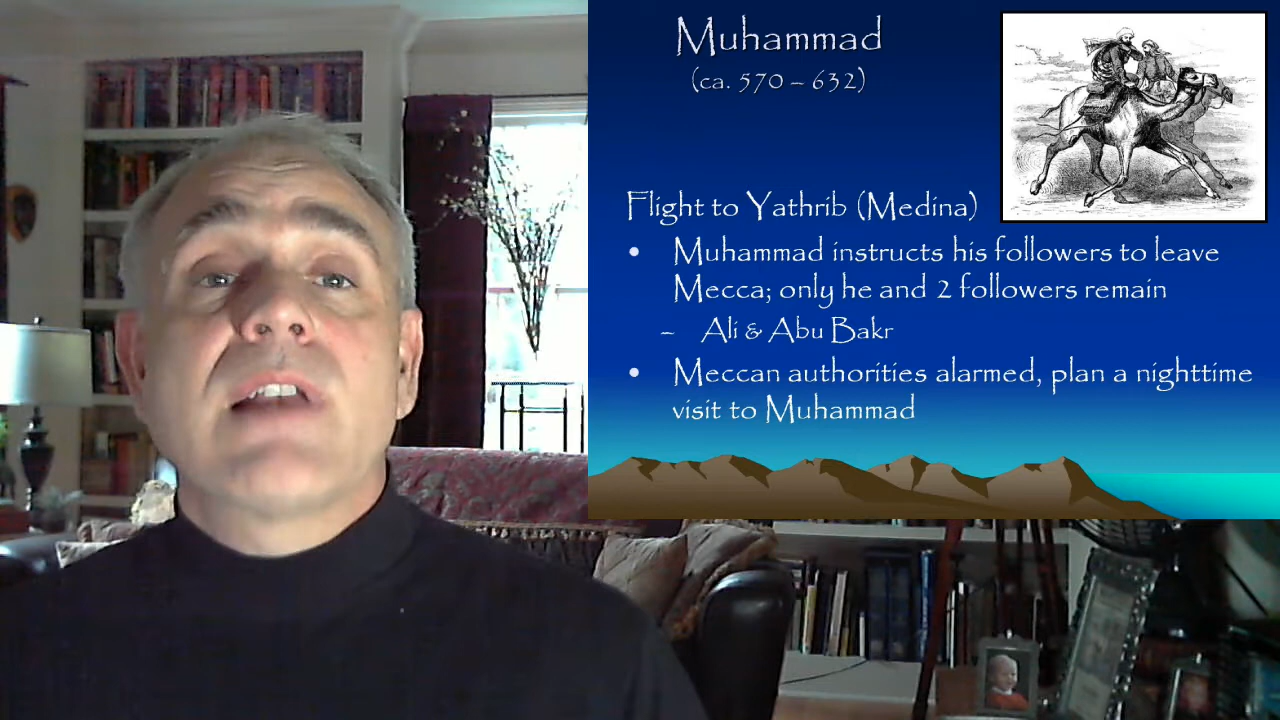 Muhammad
(ca. 570 – 632)
Flight to Yathrib (Medina)
• Muhammad instructs his followers to leave
Mecca; only he and 2 followers remain
– Ali & Abu Bakr
• Meccan authorities alarmed, plan a nighttime
visit to Muhammad